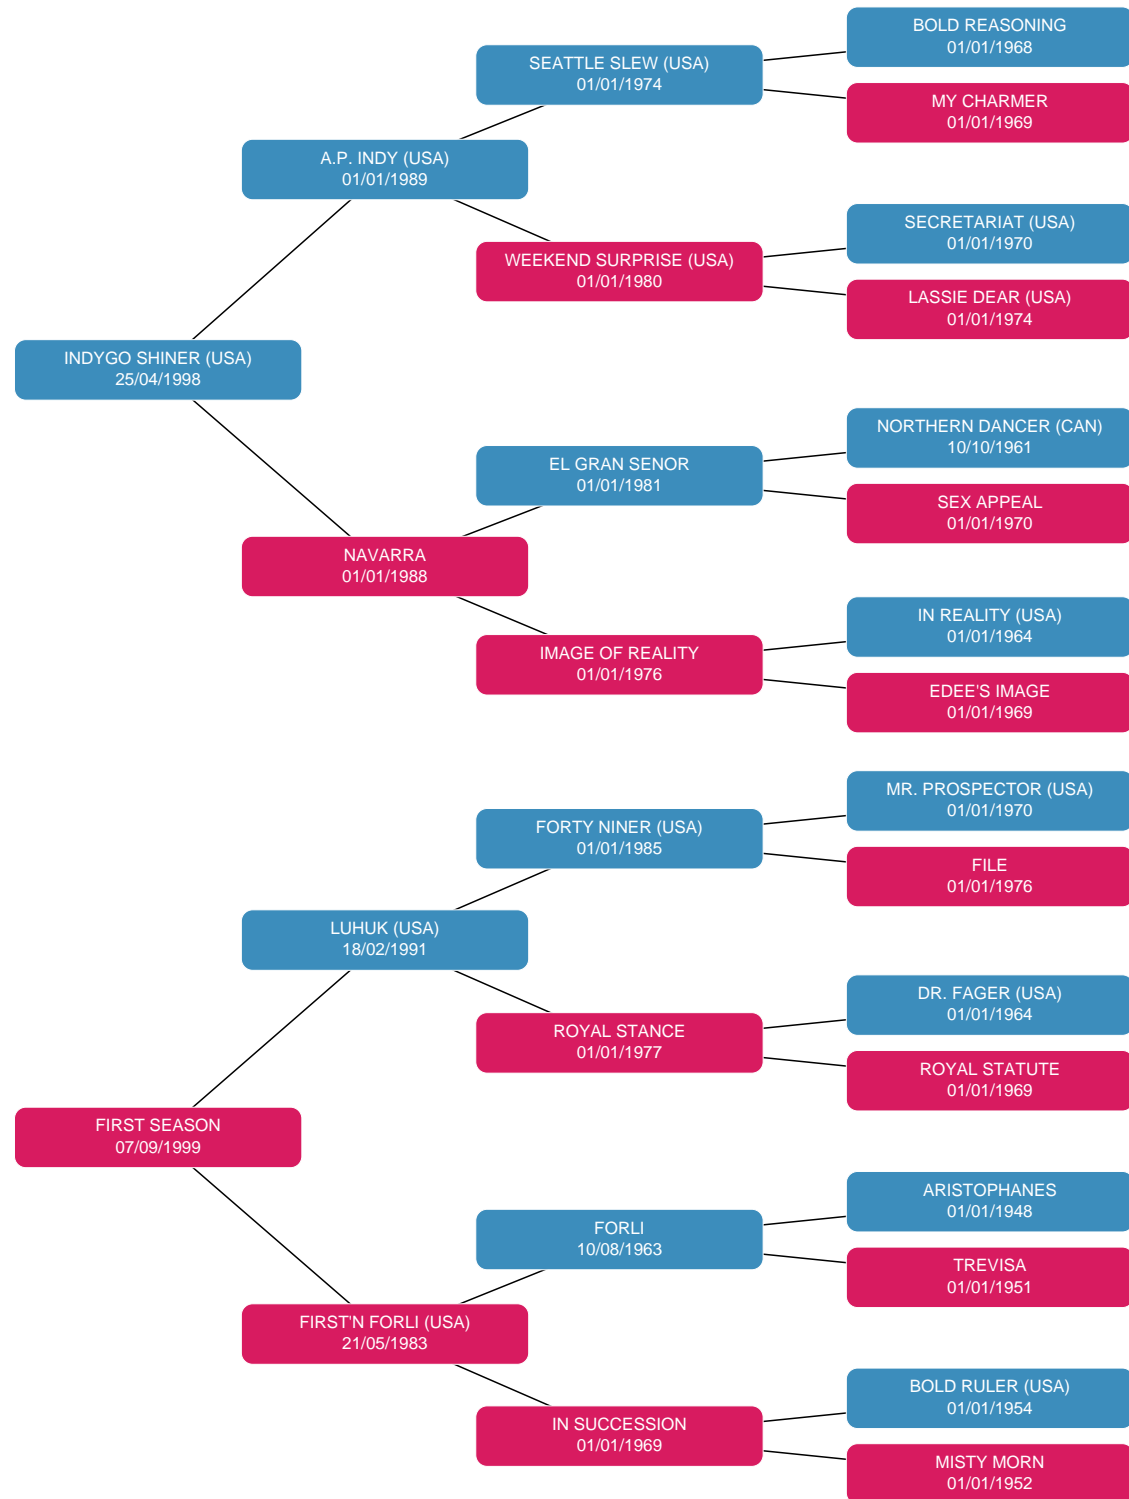 BOLD REASONING
01/01/1968
SEATTLE SLEW (USA)
01/01/1974
MY CHARMER
01/01/1969
A.P. INDY (USA)
01/01/1989
SECRETARIAT (USA)
01/01/1970
WEEKEND SURPRISE (USA)
01/01/1980
LASSIE DEAR (USA)
01/01/1974
INDYGO SHINER (USA)
25/04/1998
NORTHERN DANCER (CAN)
10/10/1961
EL GRAN SENOR
01/01/1981
SEX APPEAL
01/01/1970
NAVARRA
01/01/1988
IN REALITY (USA)
01/01/1964
IMAGE OF REALITY
01/01/1976
EDEE'S IMAGE
01/01/1969
MR. PROSPECTOR (USA)
01/01/1970
FORTY NINER (USA)
01/01/1985
FILE
01/01/1976
LUHUK (USA)
18/02/1991
DR. FAGER (USA)
01/01/1964
ROYAL STANCE
01/01/1977
ROYAL STATUTE
01/01/1969
FIRST SEASON
07/09/1999
ARISTOPHANES
01/01/1948
FORLI
10/08/1963
TREVISA
01/01/1951
FIRST'N FORLI (USA)
21/05/1983
BOLD RULER (USA)
01/01/1954
IN SUCCESSION
01/01/1969
MISTY MORN
01/01/1952